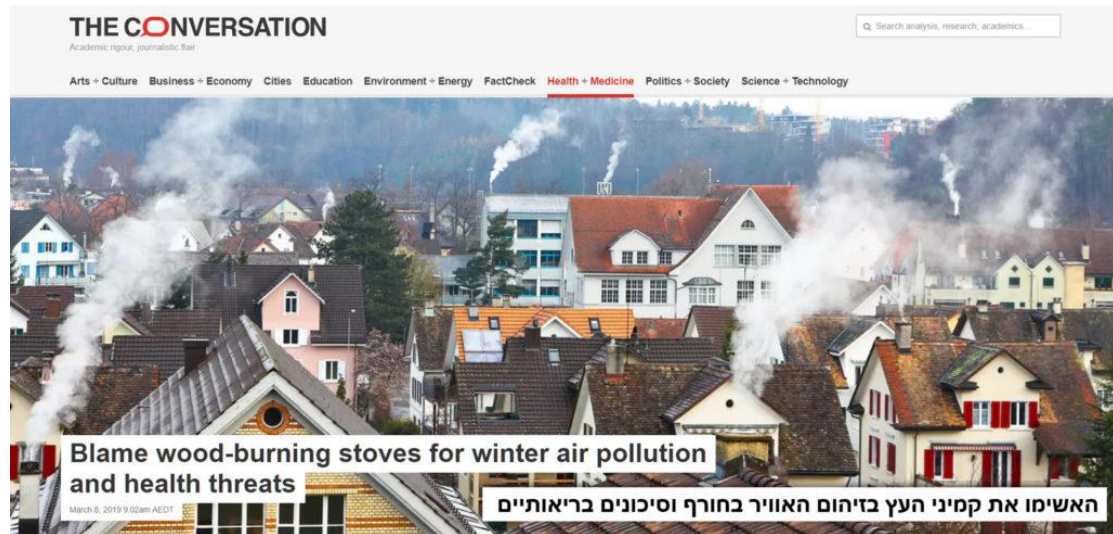 THE CONVERSATION
Academic rigour, journalistic flair
Search analysis, research, academics...
Arts + Culture Business + Economy Cities Education Environment + Energy FactCheck Health + Medicine Politics + Society Science + Technology
Blame wood-burning stoves for winter air pollution
and health threats
March 8, 2019 9.02am AEDT
האשימו את קמיני העץ בזיהום האוויר בחורף וסיכונים בריאותיים